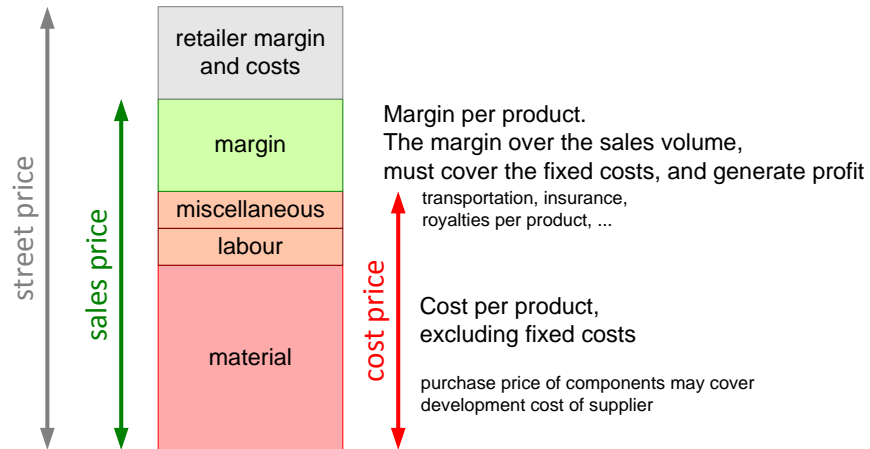 street price
sales price
retailer margin
and costs
margin
miscellaneous
labour
material
cost price
Margin per product.
The margin over the sales volume,
must cover the fixed costs, and generate profit
transportation, insurance,
royalties per product, ...
Cost per product,
excluding fixed costs
purchase price of components may cover
development cost of supplier